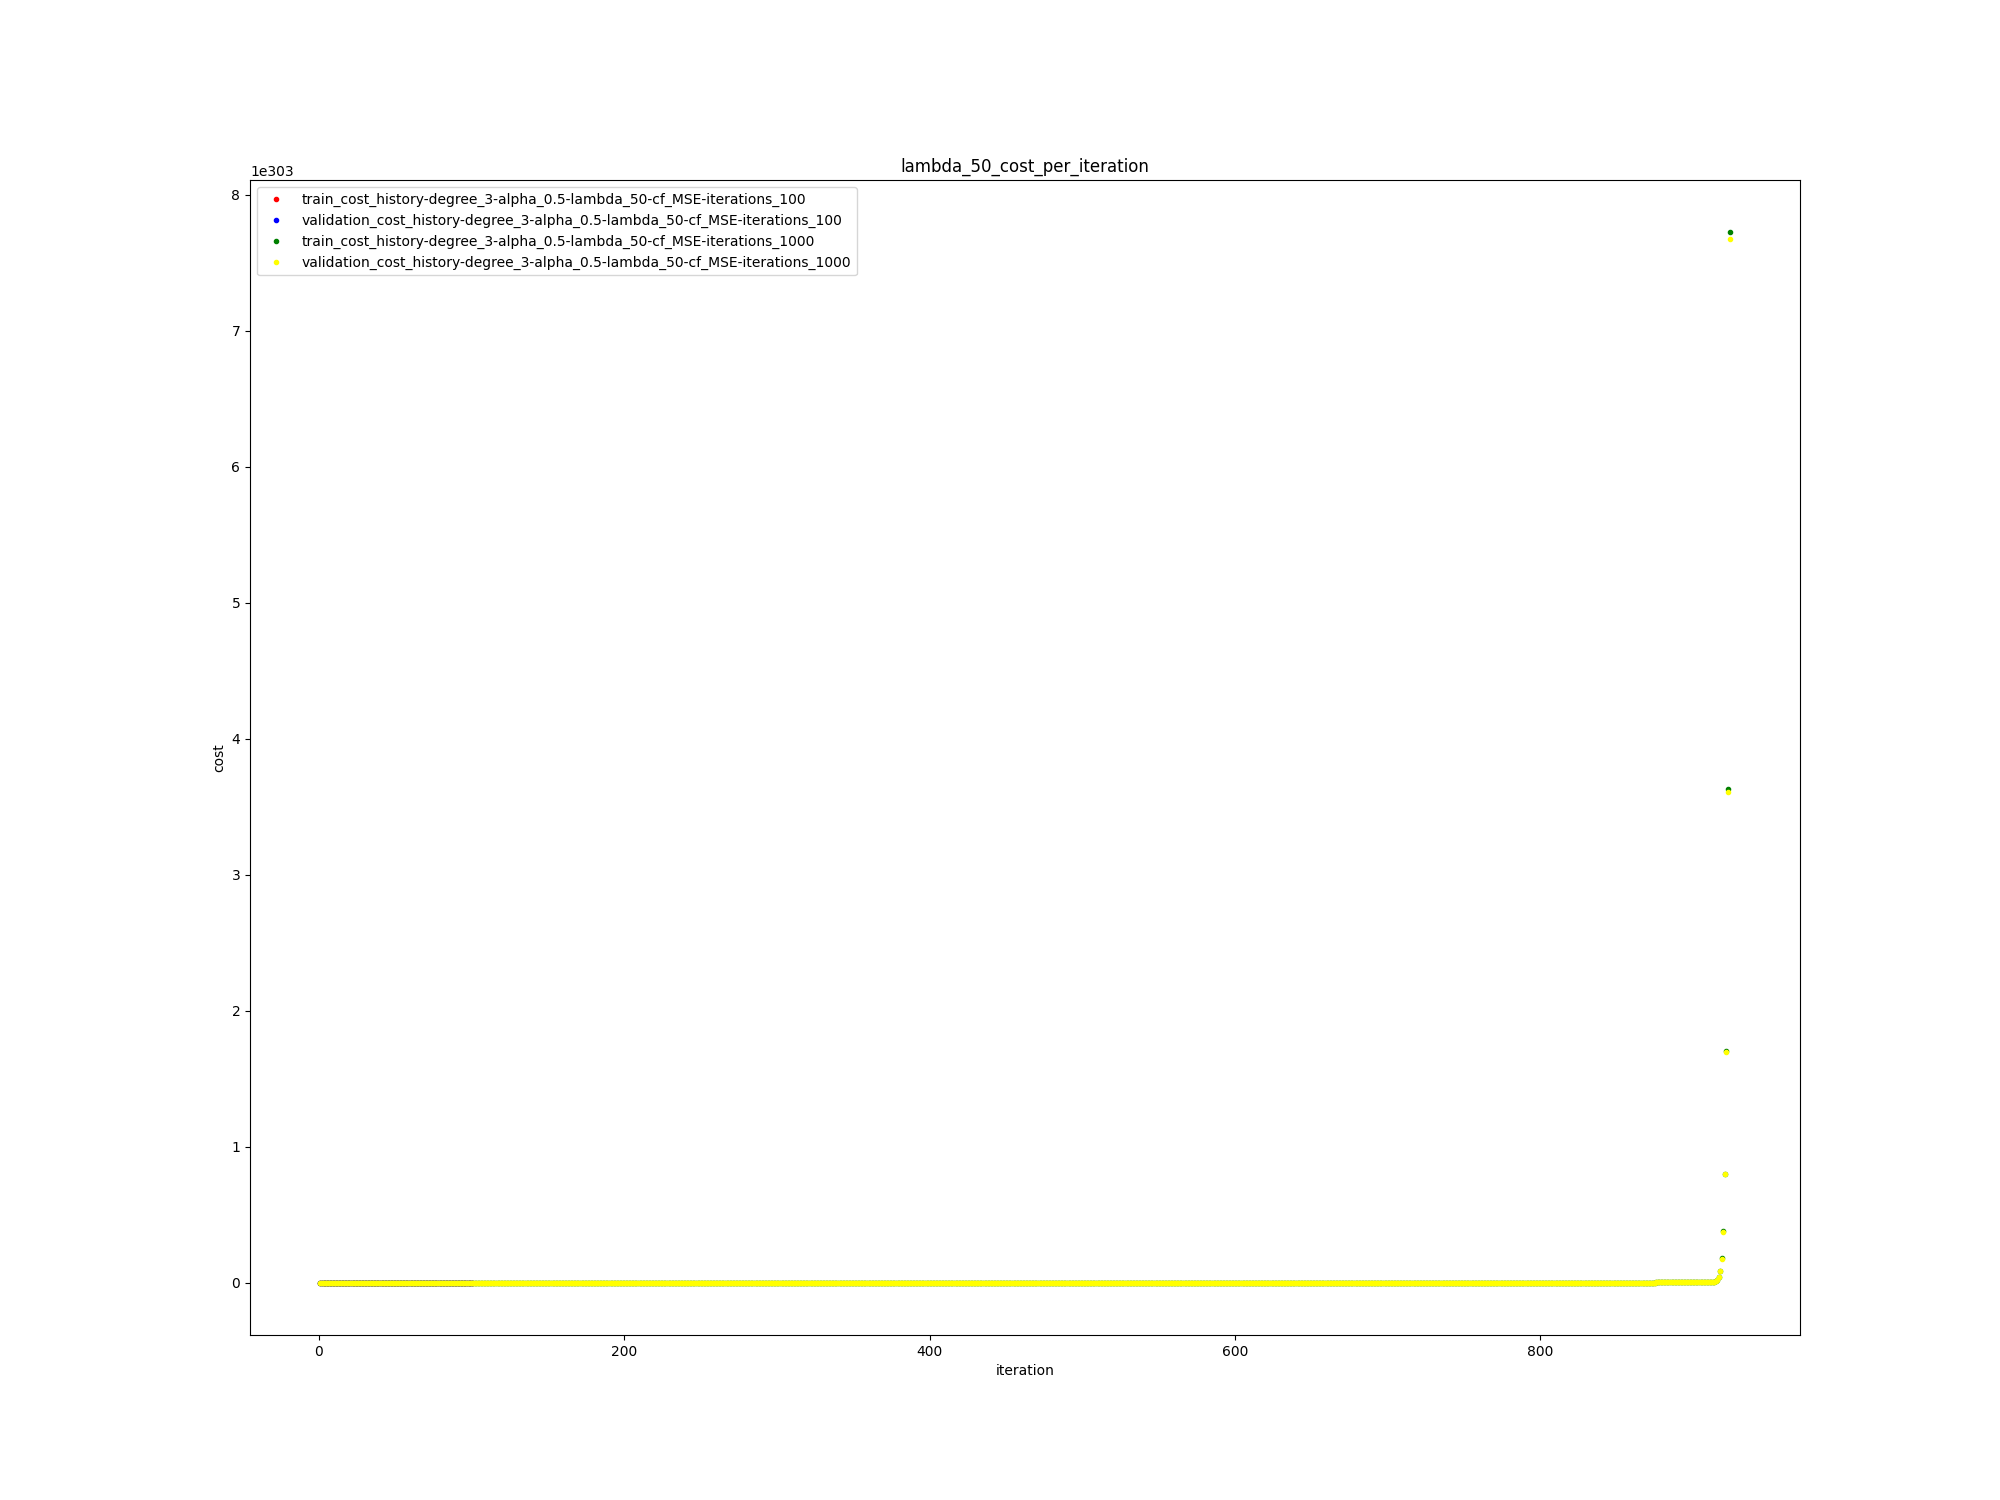 lambda_50_cost_per_iteration
1e303
train_cost_history-degree_3-alpha_0.5-lambda_50-cf_MSE-iterations_100
validation_cost_history-degree_3-alpha_0.5-lambda_50-cf_MSE-iterations_100
train_cost_history-degree_3-alpha_0.5-lambda_50-cf_MSE-iterations_1000
validation_cost_history-degree_3-alpha_0.5-lambda_50-cf_MSE-iterations_1000
8
7
6
5
4
3
2
1
0
cost
0 200 400 600 800
iteration